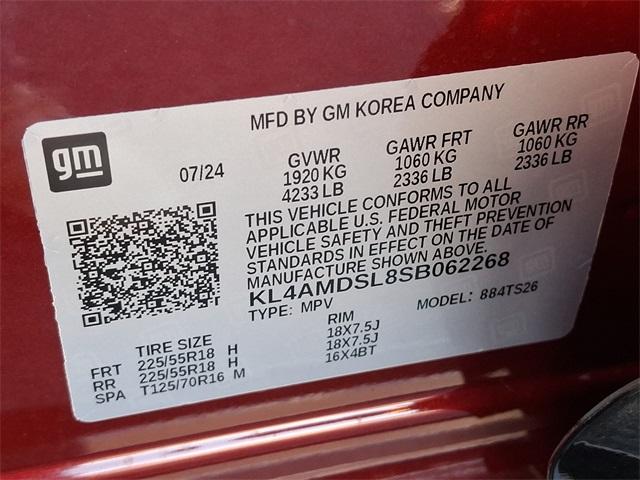 MFD BY GM KOREA COMPANY
gm
07/24
GVWR GAWR FRT GAWR RR
1920 KG 1060 KG 1060 KG
4233 LB 2336 LB 2336 LB
THIS VEHICLE CONFORMS TO ALL
APPLICABLE U.S. FEDERAL MOTOR
VEHICLE SAFETY AND THEFT PREVENTION
STANDARDS IN EFFECT ON THE DATE OF
MANUFACTURE SHOWN ABOVE.
KL4AMDSL8SB062268
TYPE: MPV MODEL: 884TS26
TIRE SIZE RIM
FRT 225/55R18 H 18X7.5J
RR 225/55R18 H 18X7.5J
SPA T125/70R16 M 16X4BT